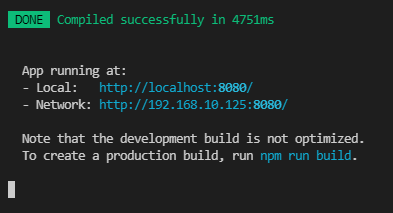 DONE Compiled successfully in 4751ms
App running at:
- Local: http://localhost:8080/
- Network: http://192.168.10.125:8080/
Note that the development build is not optimized.
To create a production build, run npm run build.